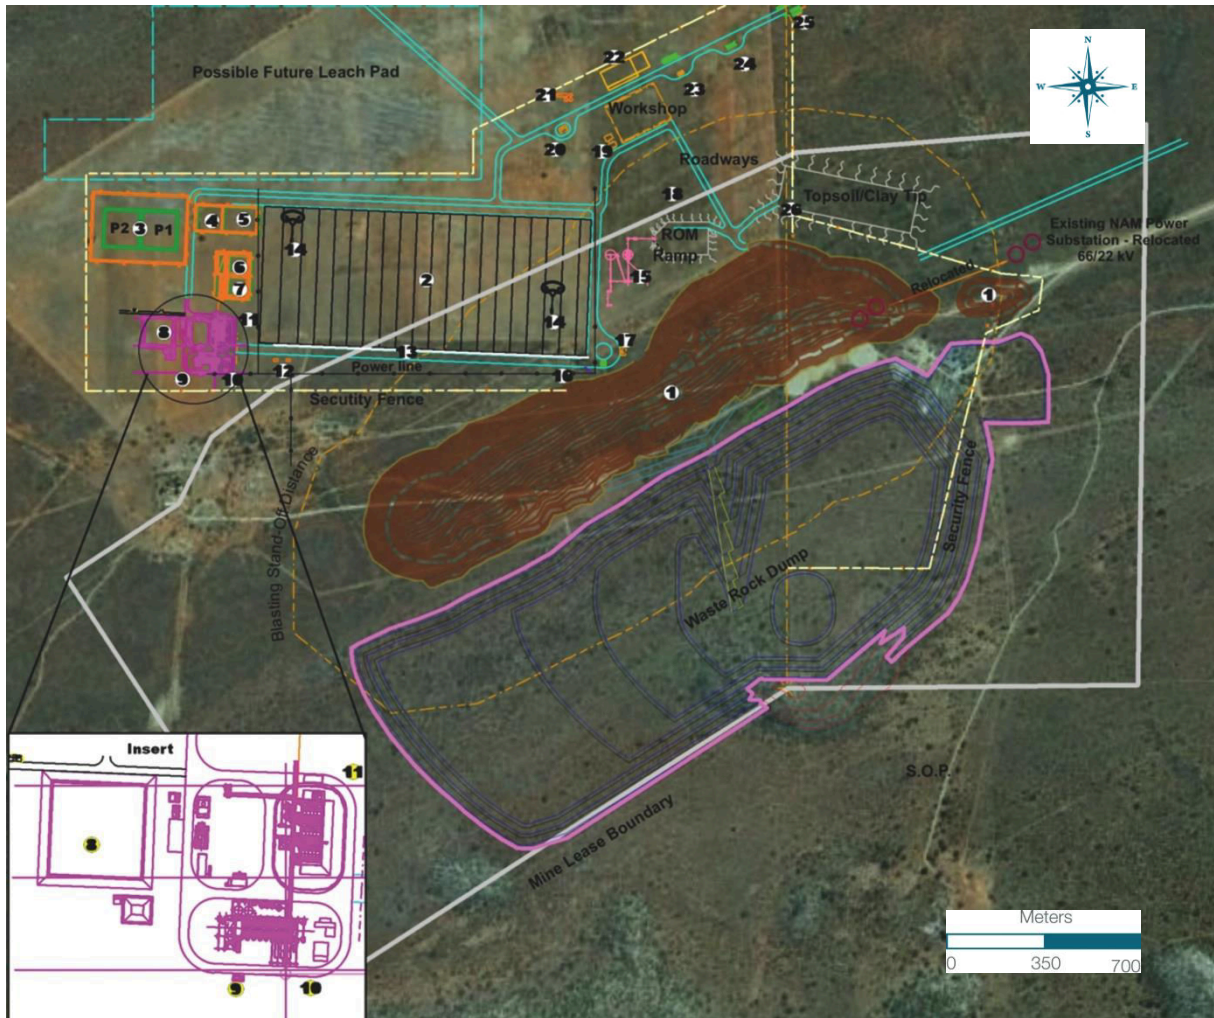 25
22
24
Possible Future Leach Pad
N
W E
S
21
23
Workshop
20
19
Roadways
18
Topsoll/Clay Tip
26
P2 3 P1
4 5
14
ROM
Ramp
Existing NAM Power
Substation - Relocated
66/22 kV
6
2
15
7
Relocated
1
14
11
8
17
13
Power line
9
10
12
Secutity Fence
1
Blasting Stand-Off Distance
Security Fence
Waste Rock Dump
Insert
11
S.O.P.
8
Mine Lease Boundary
Meters
0 350 700
9
10